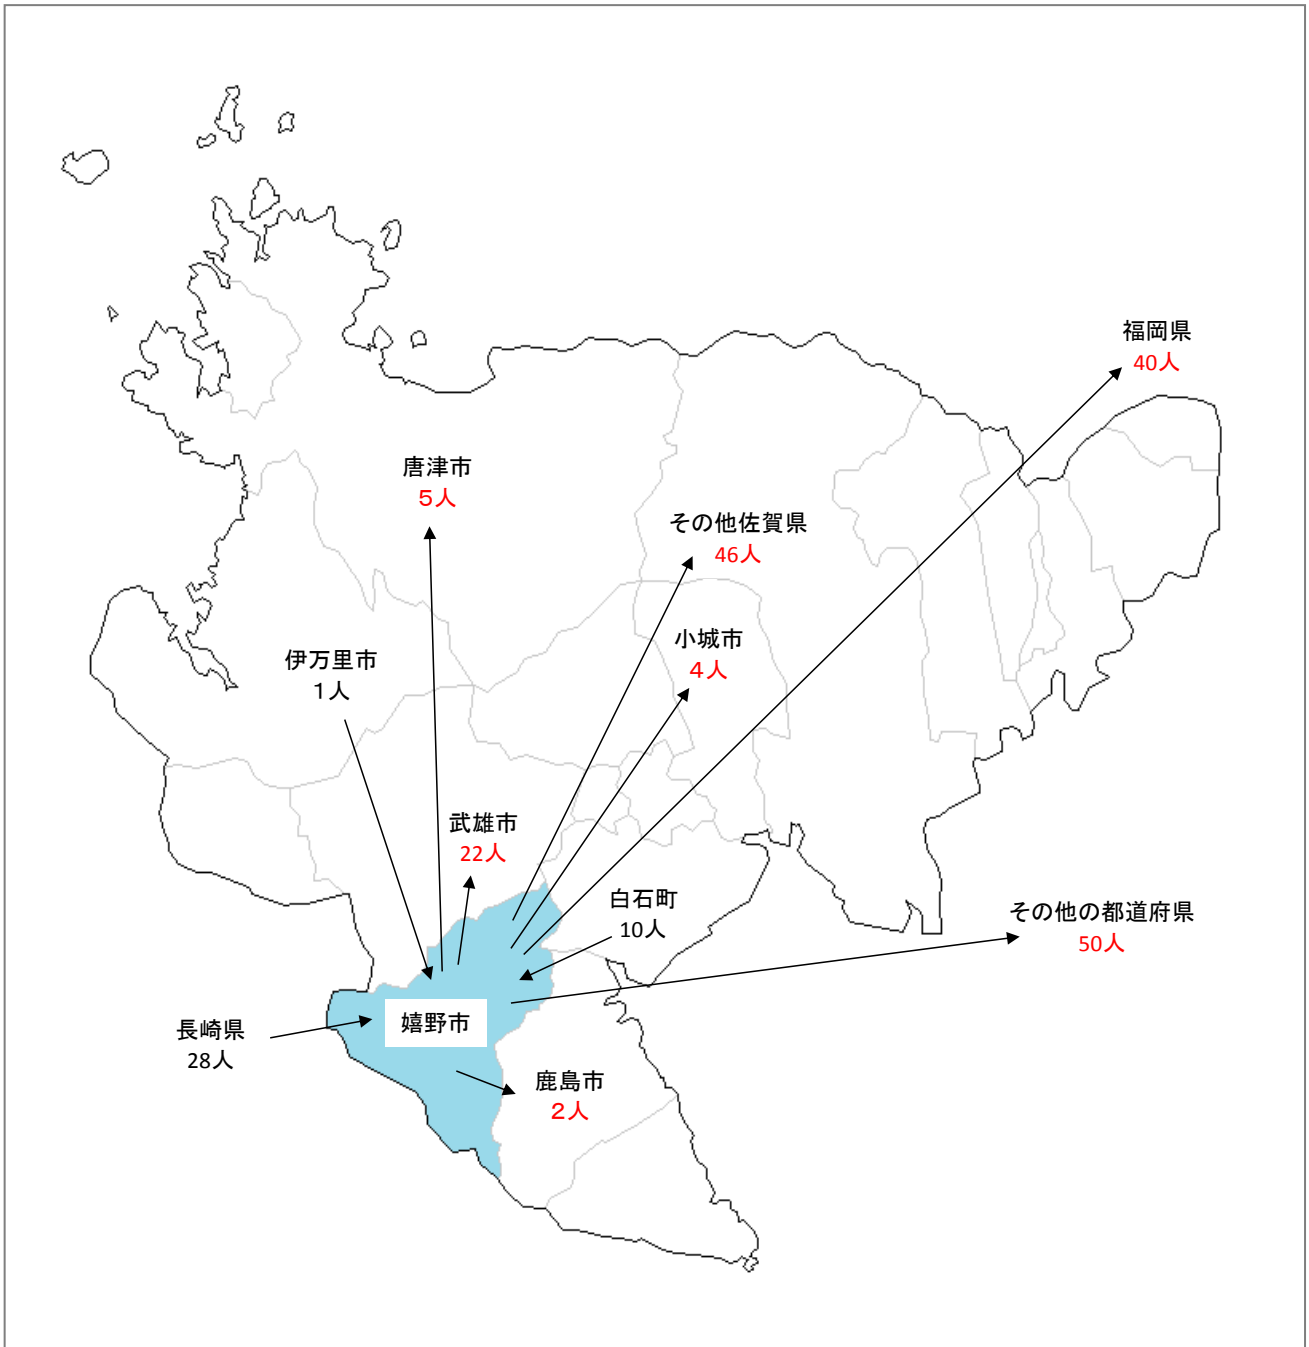 福岡県
40人
唐津市
5人
その他佐賀県
46人
小城市
4人
伊万里市
1人
武雄市
22人
白石町
10人
その他の都道府県
50人
嬉野市
長崎県
28人
鹿島市
2人